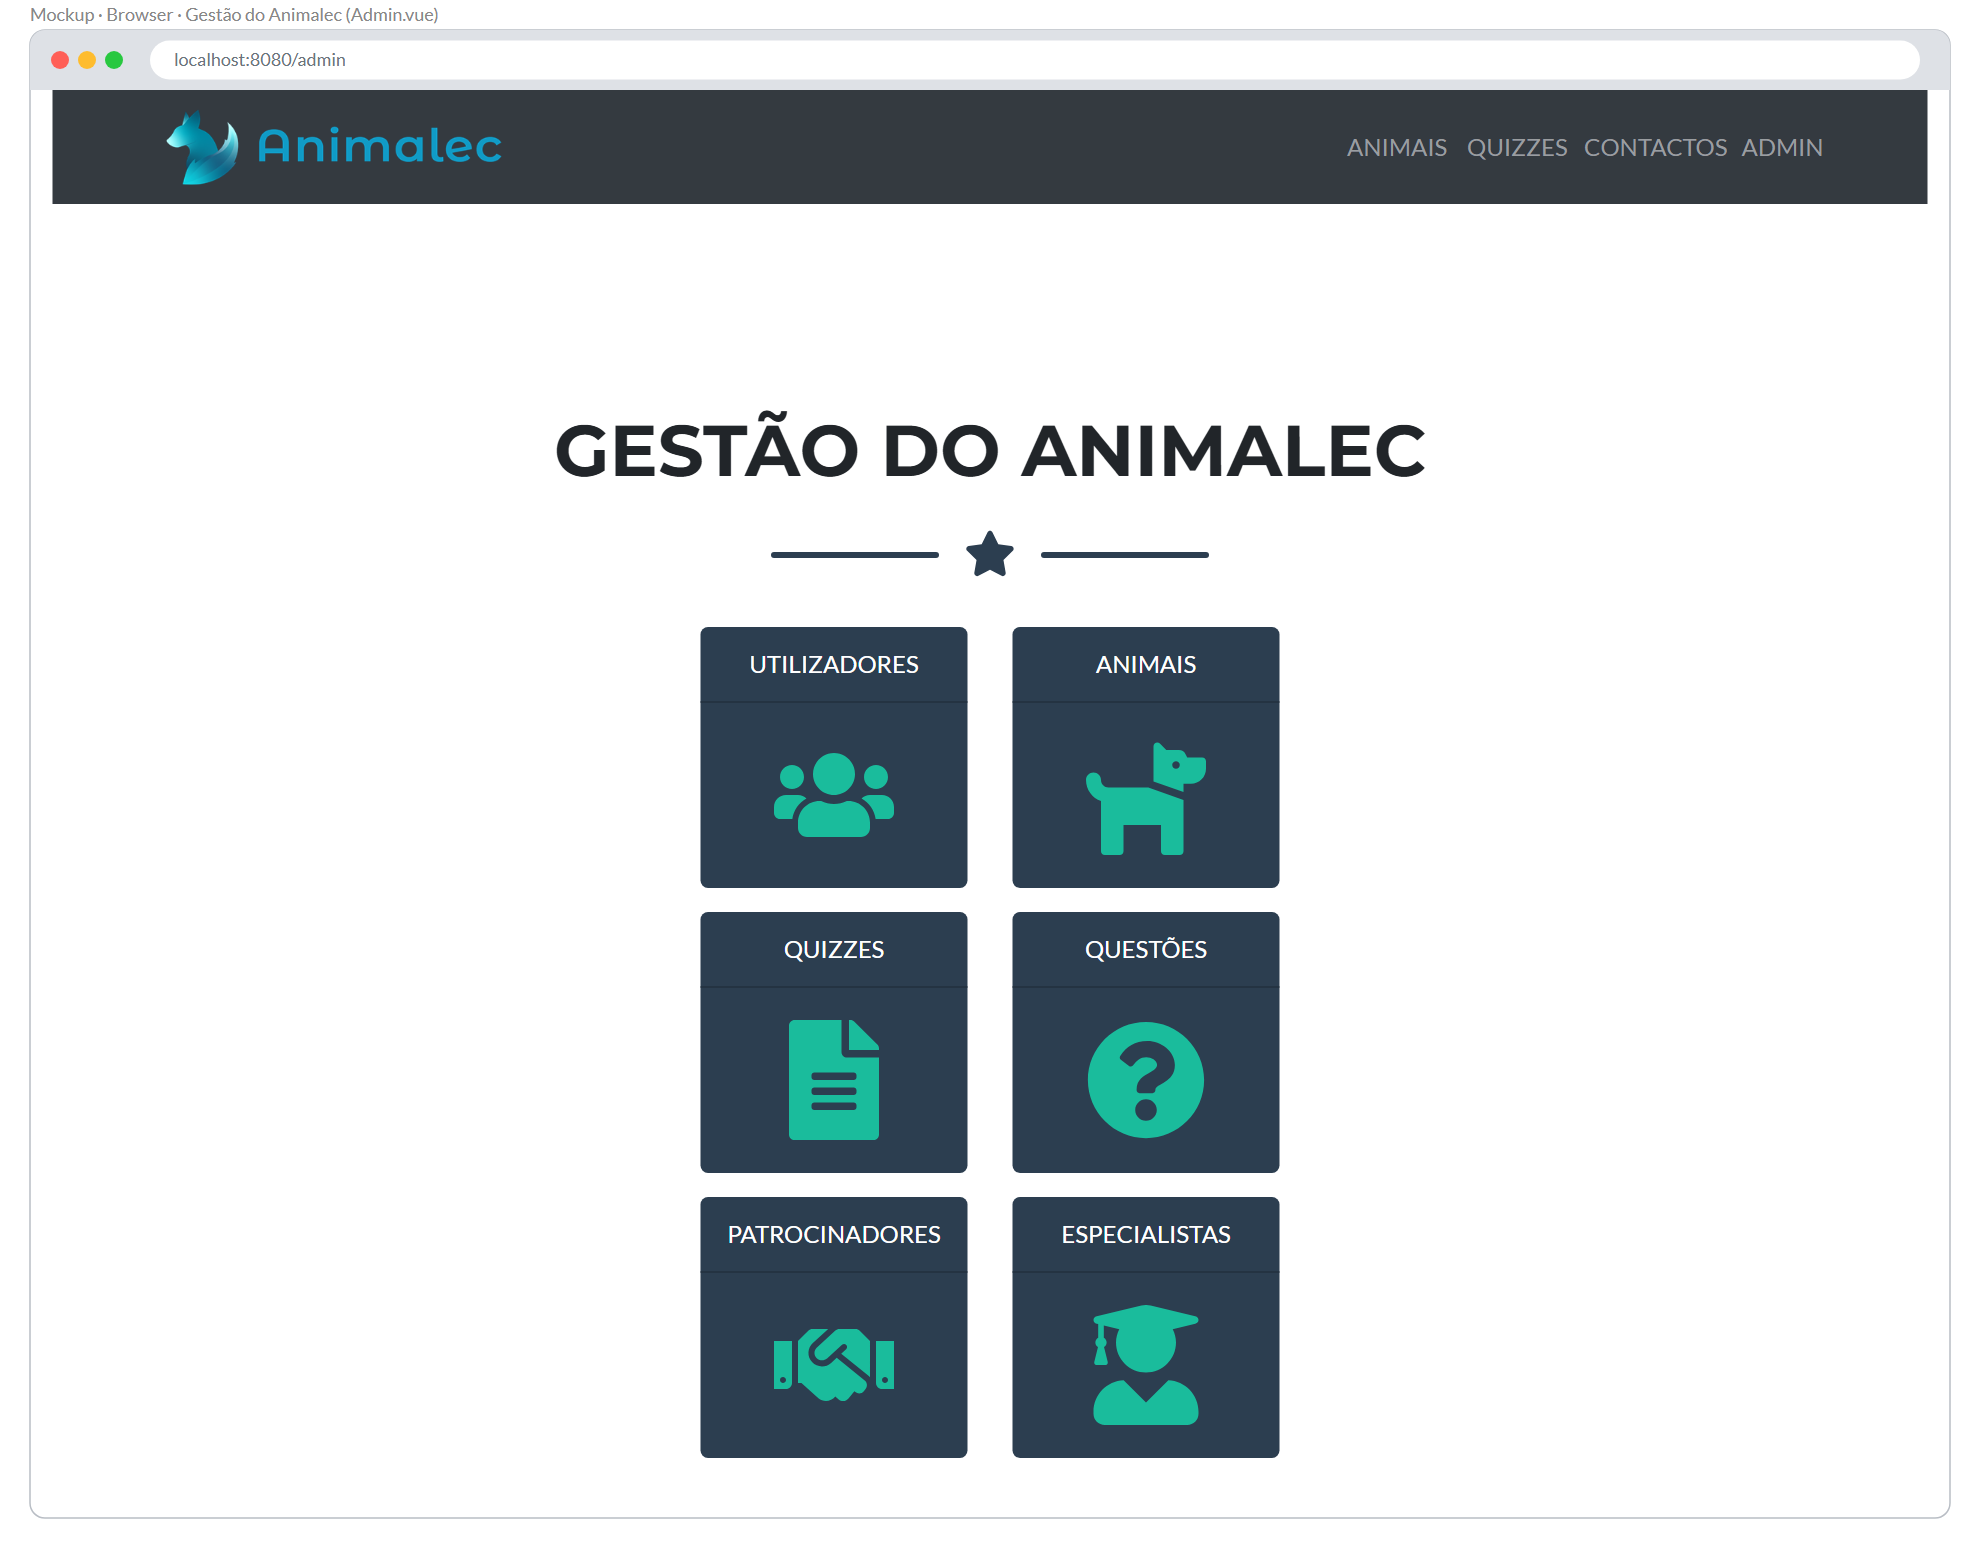 Mockup · Browser · Gestão do Animalec (Admin.vue)
localhost:8080/admin
Animalec
ANIMAIS QUIZZES CONTACTOS ADMIN
GESTÃO DO ANIMALEC
UTILIZADORES
ANIMAIS
QUIZZES
QUESTÕES
PATROCINADORES
ESPECIALISTAS